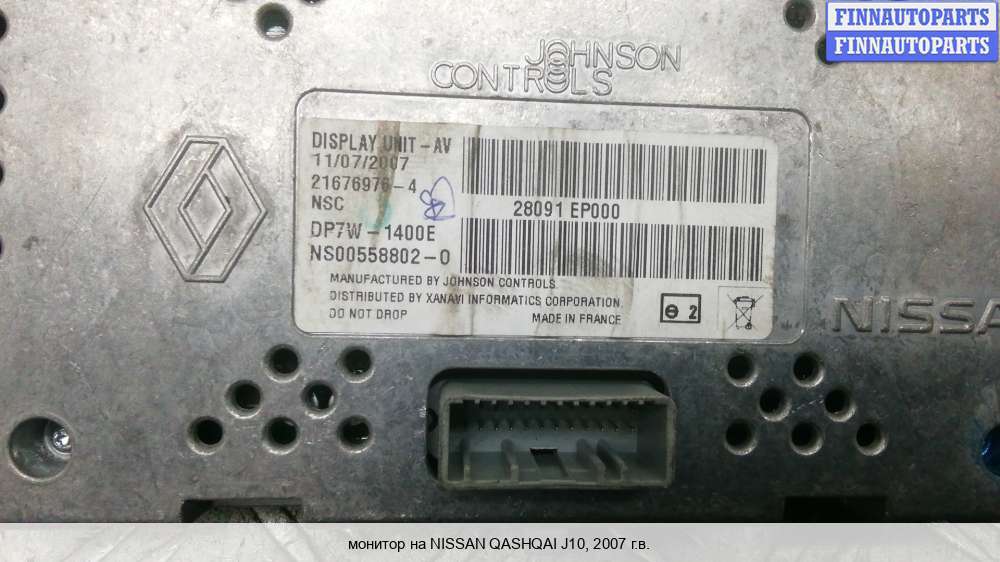 FINNAUTOPARTS
FINNAUTOPARTS
JOHNSON
CONTROLS
DISPLAY UNIT-AV
11/07/2007
21676976-4
NSC
28091 EP000
DP7W-1400E
NS00558802-0
MANUFACTURED BY JOHNSON CONTROLS.
DISTRIBUTED BY XANAVI INFORMATICS CORPORATION.
DO NOT DROP
MADE IN FRANCE
2
NISSA
монитор на NISSAN QASHQAI J10, 2007 г.в.